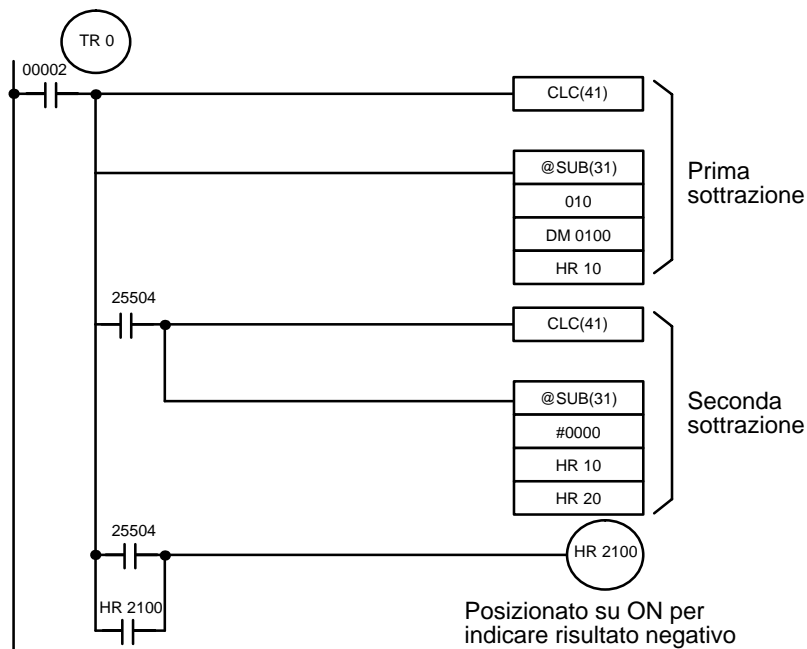 TR 0
00002
CLC(41)
@SUB(31)
010
DM 0100
HR 10
Prima
sottrazione
25504
CLC(41)
@SUB(31)
#0000
HR 10
HR 20
Seconda
sottrazione
25504
HR 2100
HR 2100
Posizionato su ON per
indicare risultato negativo